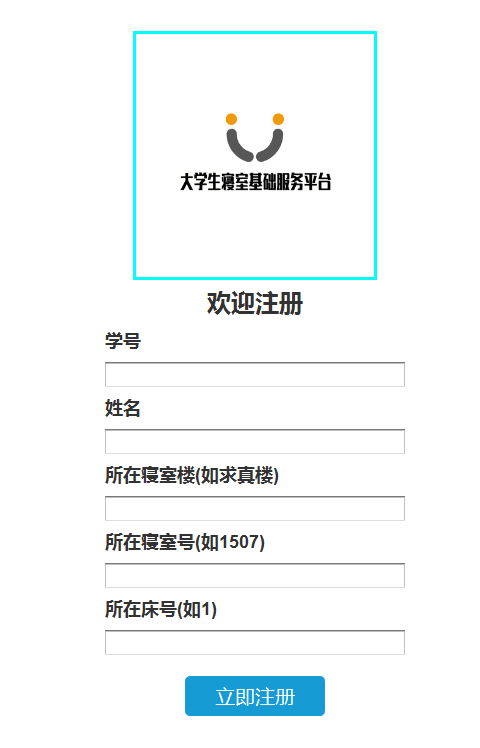 大学生寝室基础服务平台
欢迎注册
学号
姓名
所在寝室楼(如求真楼)
所在寝室号(如1507)
所在床号(如1)
立即注册